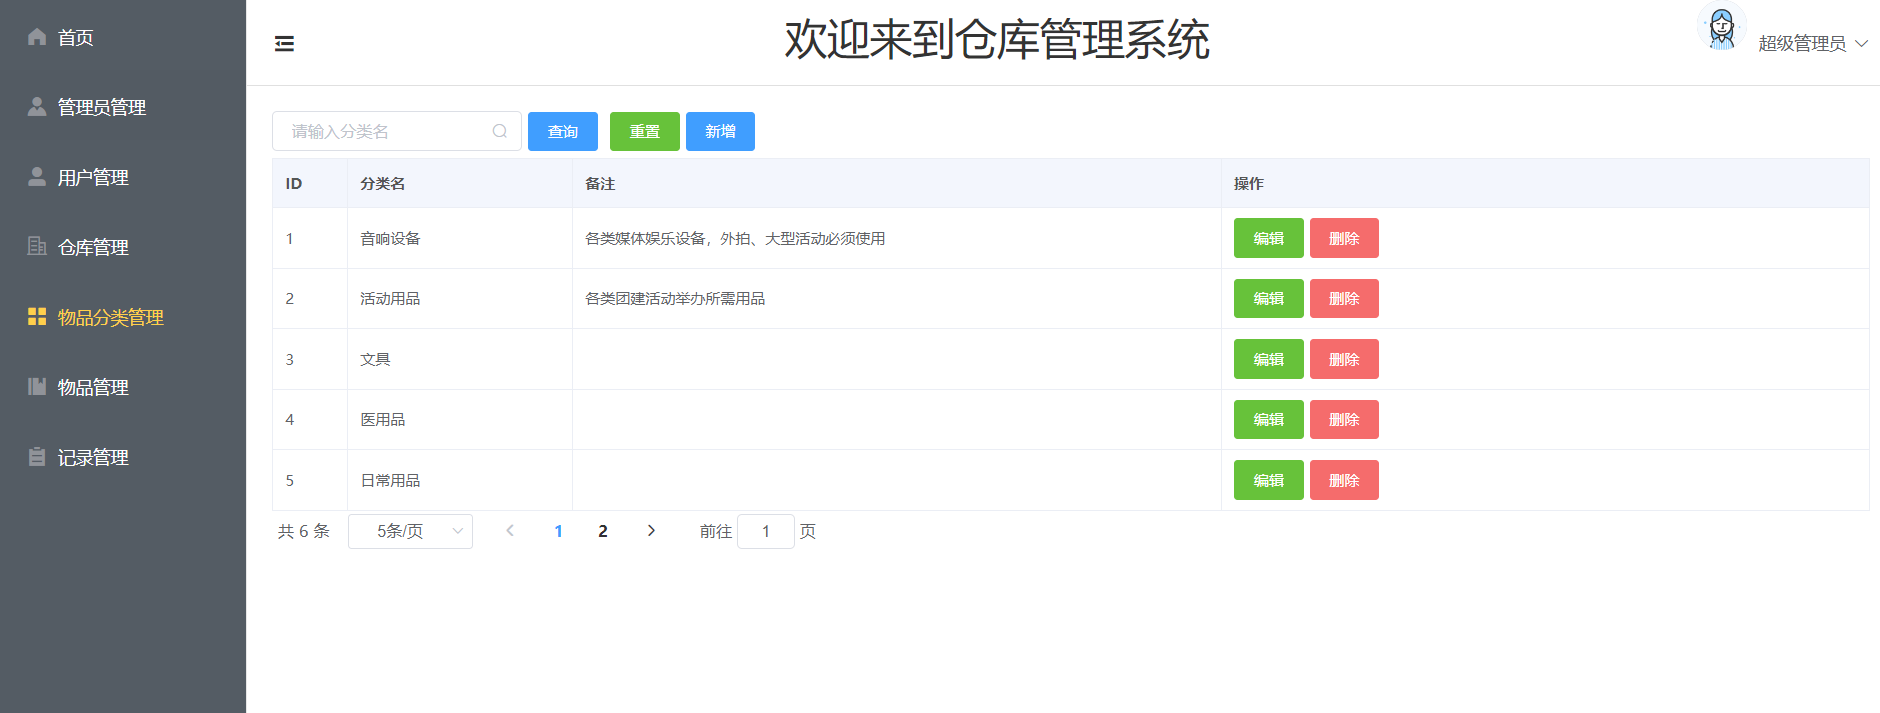 首页
管理员管理
用户管理
仓库管理
物品分类管理
物品管理
记录管理
欢迎来到仓库管理系统
超级管理员
请输入分类名 查询 重置 新增
ID 分类名 备注 操作
1 音响设备 各类媒体娱乐设备，外拍、大型活动必须使用 编辑 删除
2 活动用品 各类团建活动举办所需用品 编辑 删除
3 文具 编辑 删除
4 医用品 编辑 删除
5 日常用品 编辑 删除
共 6 条 5条/页 1 2 前往 1 页